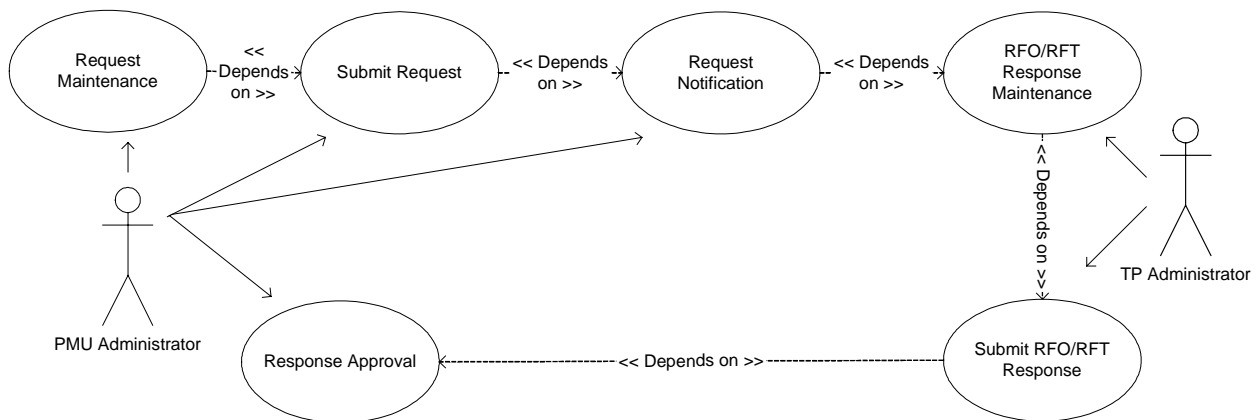 Request
Maintenance
<<
Depends
on >>
Submit Request
<< Depends
on >>
Request
Notification
<< Depends
on >>
RFO/RFT
Response
Maintenance
<< Depends on >>
PMU Administrator
TP Administrator
Response Approval
<< Depends on >>
Submit RFO/RFT
Response